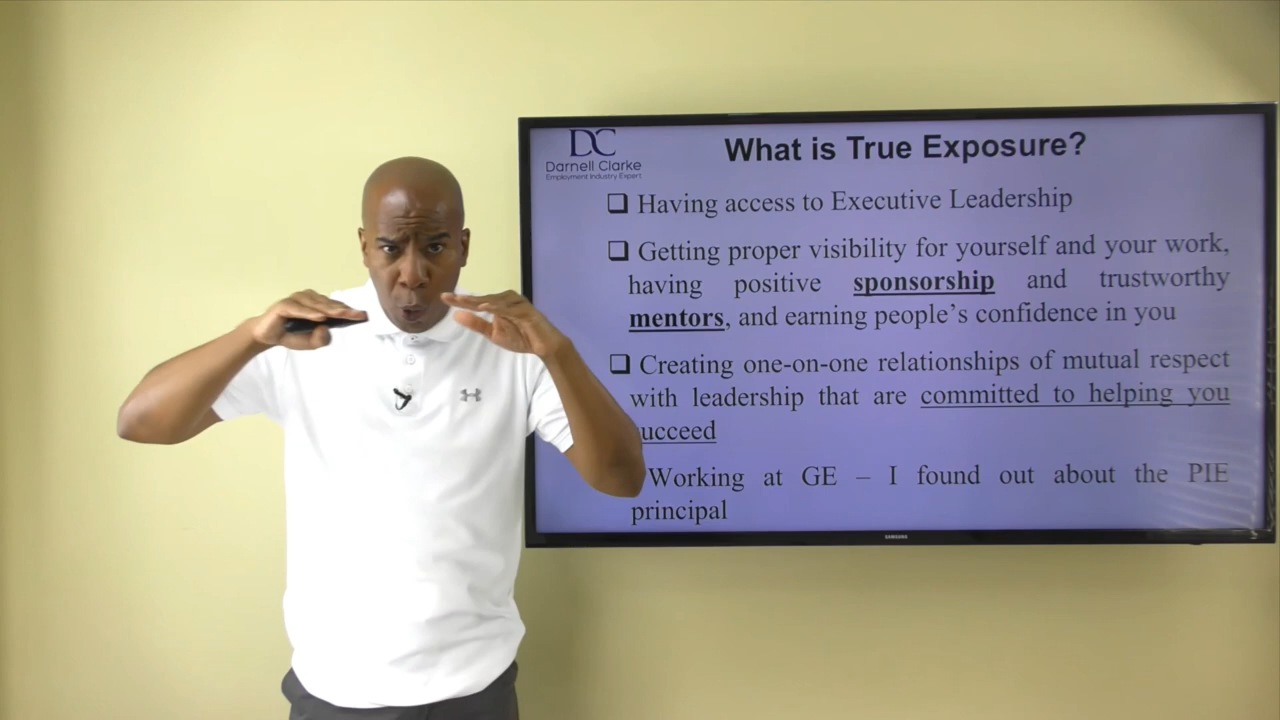 DC
Darnell Clarke
Employment Industry Expert
What is True Exposure?
Having access to Executive Leadership
Getting proper visibility for yourself and your work,
having positive sponsorship and trustworthy
mentors, and earning people's confidence in you
Creating one-on-one relationships of mutual respect
with leadership that are committed to helping you
ucceed
Working at GE – I found out about the PIE
principal
SAMSUNG